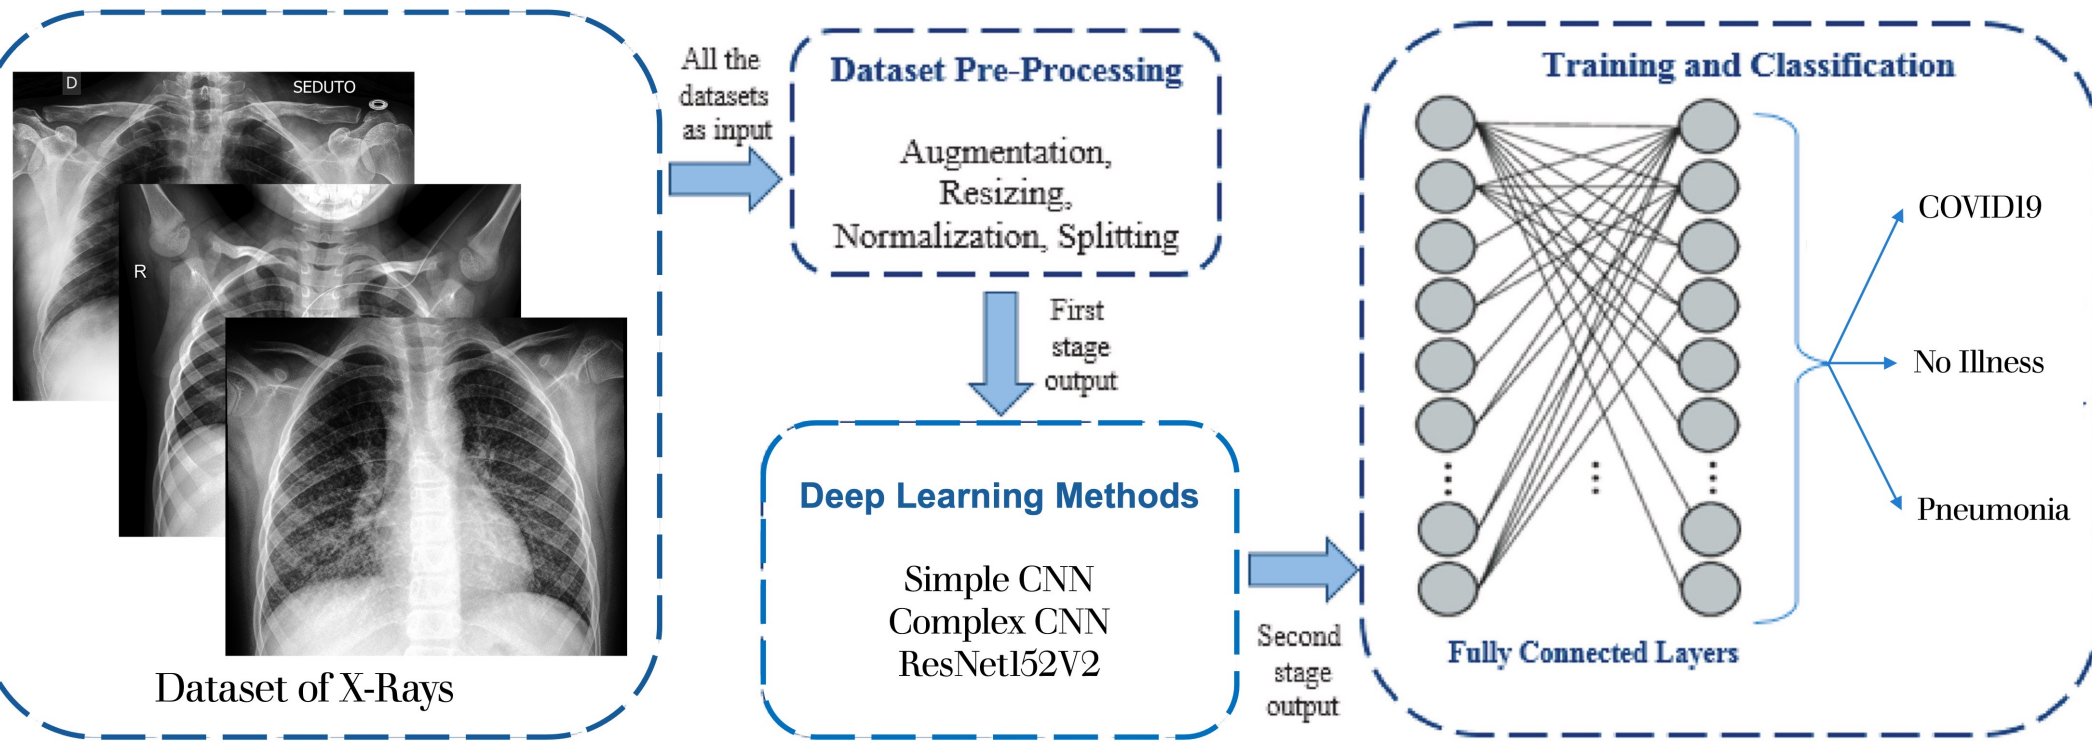 D
SEDUTO
R
Dataset of X-Rays
All the
datasets
as input
Dataset Pre-Processing
Augmentation,
Resizing,
Normalization, Splitting
First
stage
output
Deep Learning Methods
Simple CNN
Complex CNN
ResNet152V2
Second
stage
output
Training and Classification
COVID19
No Illness
Pneumonia
Fully Connected Layers